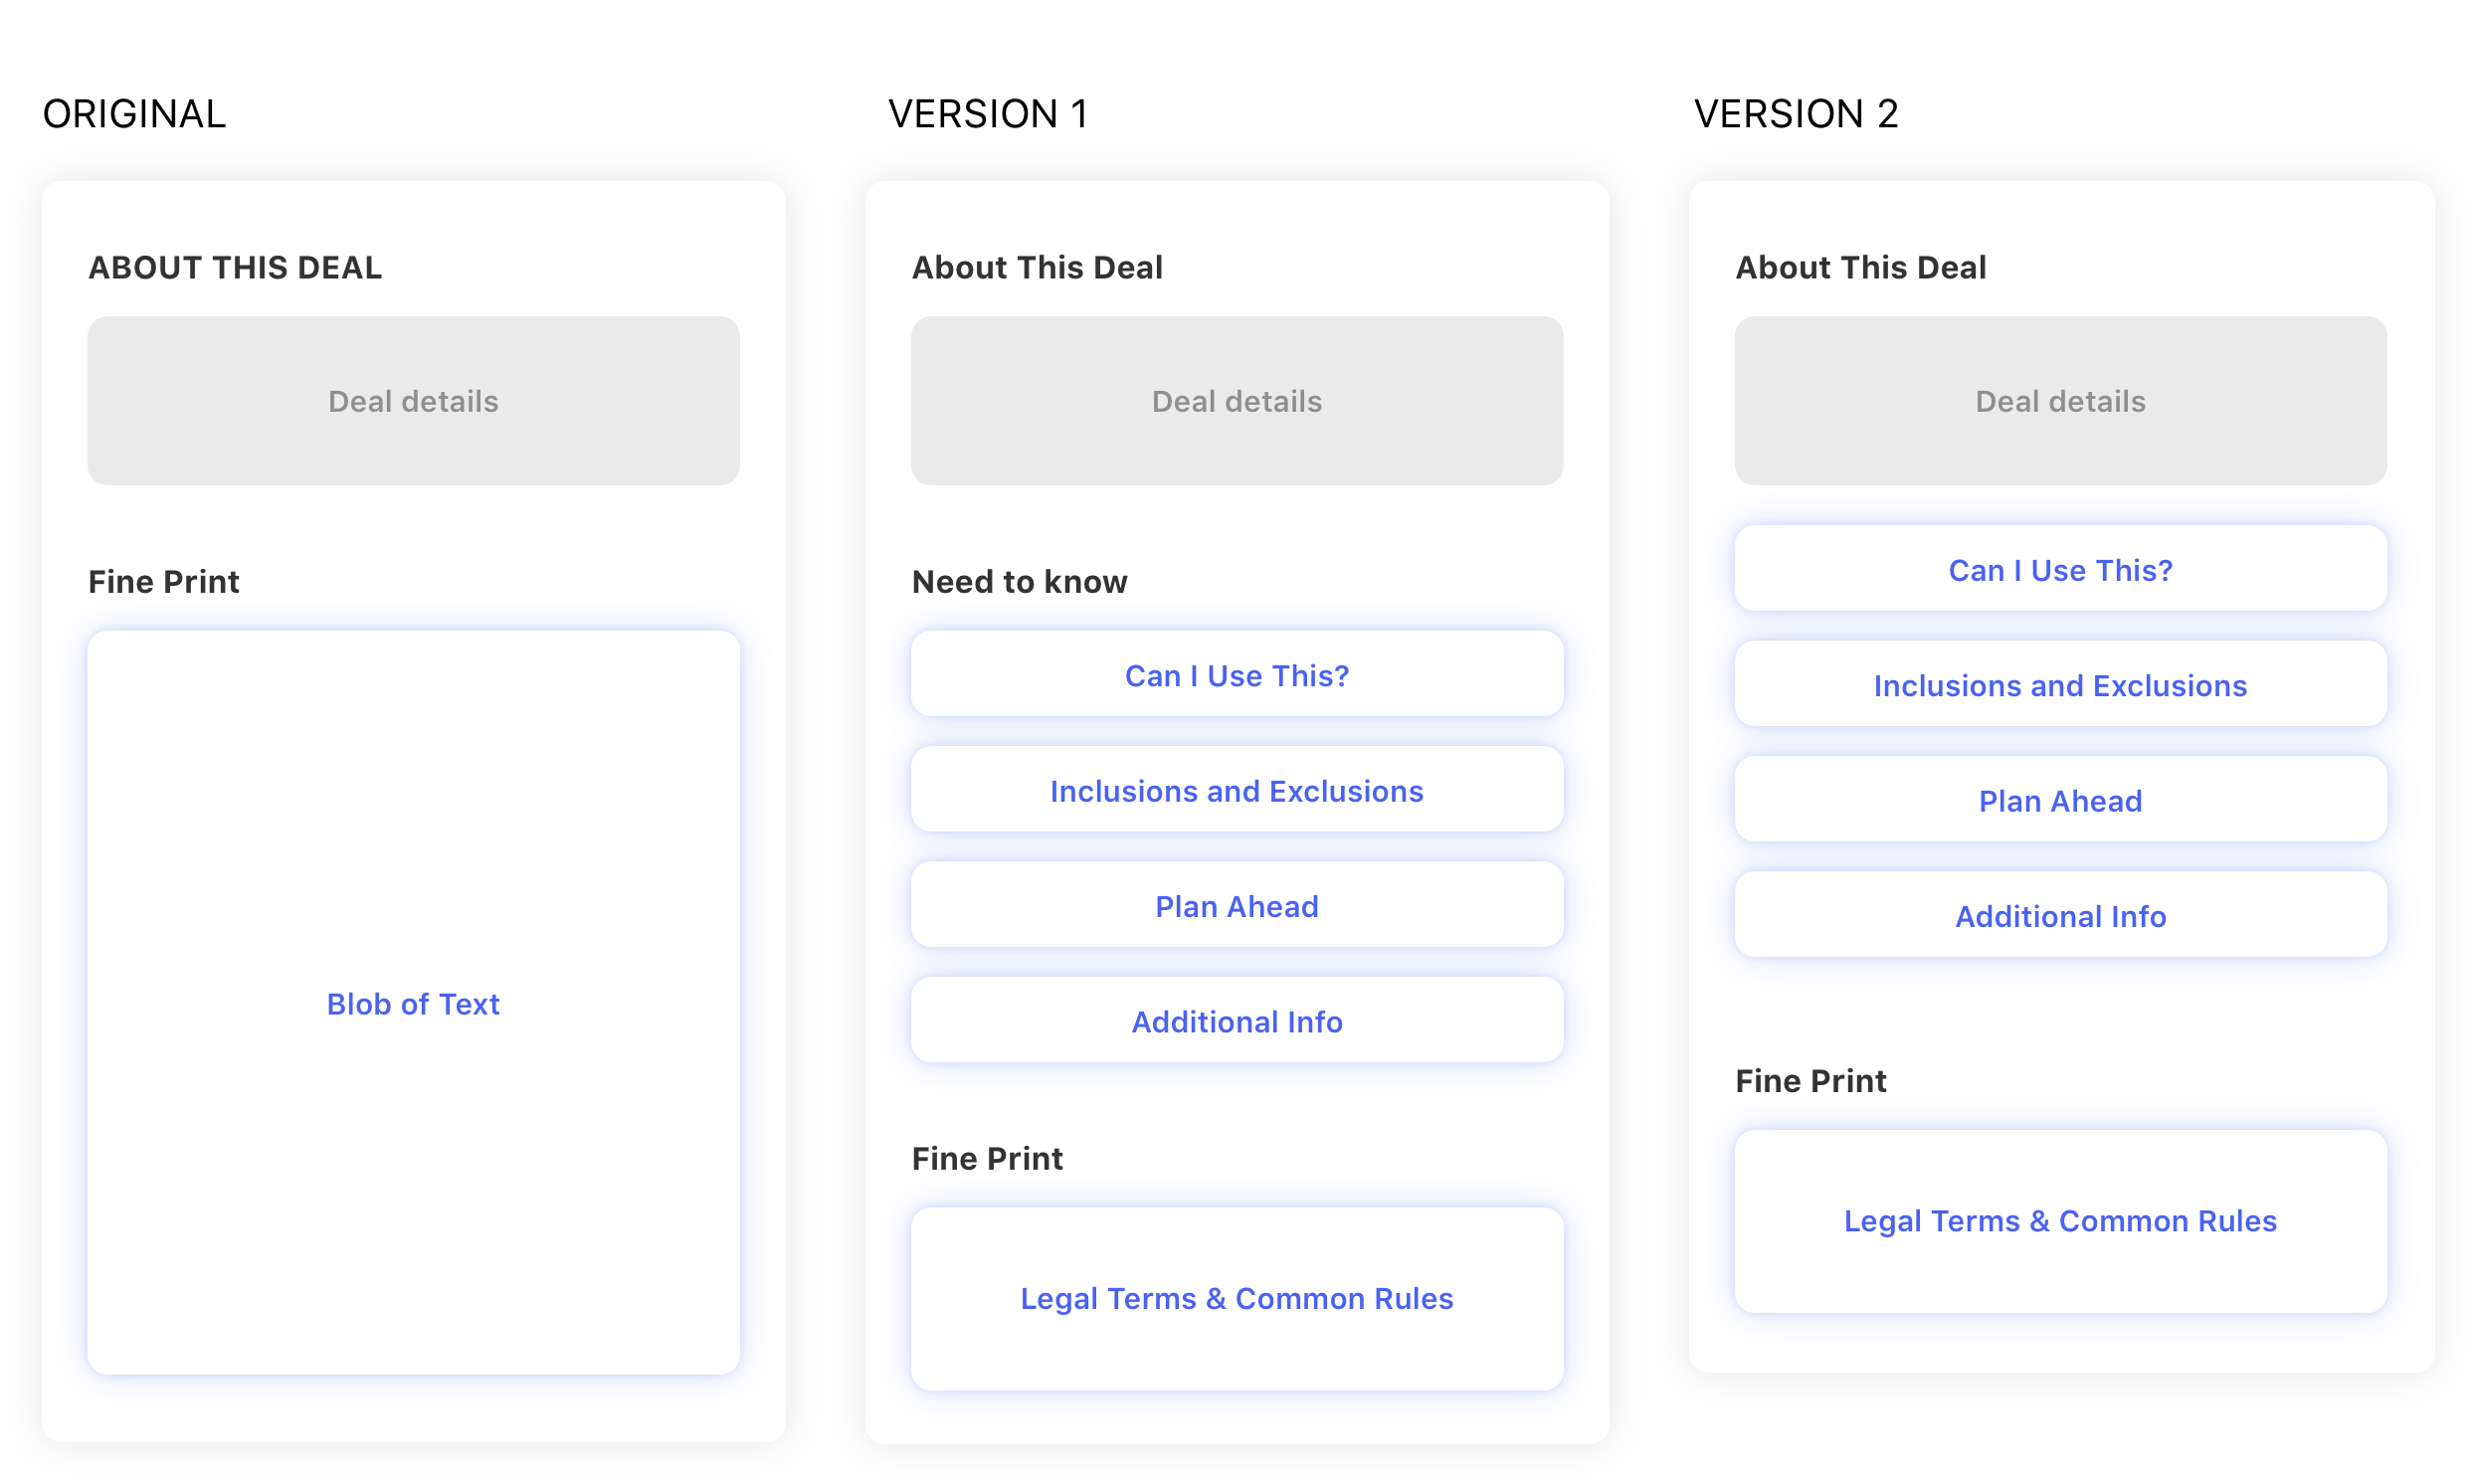 ORIGINAL
ABOUT THIS DEAL
Deal details
Fine Print
Blob of Text
VERSION 1
About This Deal
Deal details
Need to know
Can I Use This?
Inclusions and Exclusions
Plan Ahead
Additional Info
Fine Print
Legal Terms & Common Rules
VERSION 2
About This Deal
Deal details
Can I Use This?
Inclusions and Exclusions
Plan Ahead
Additional Info
Fine Print
Legal Terms & Common Rules